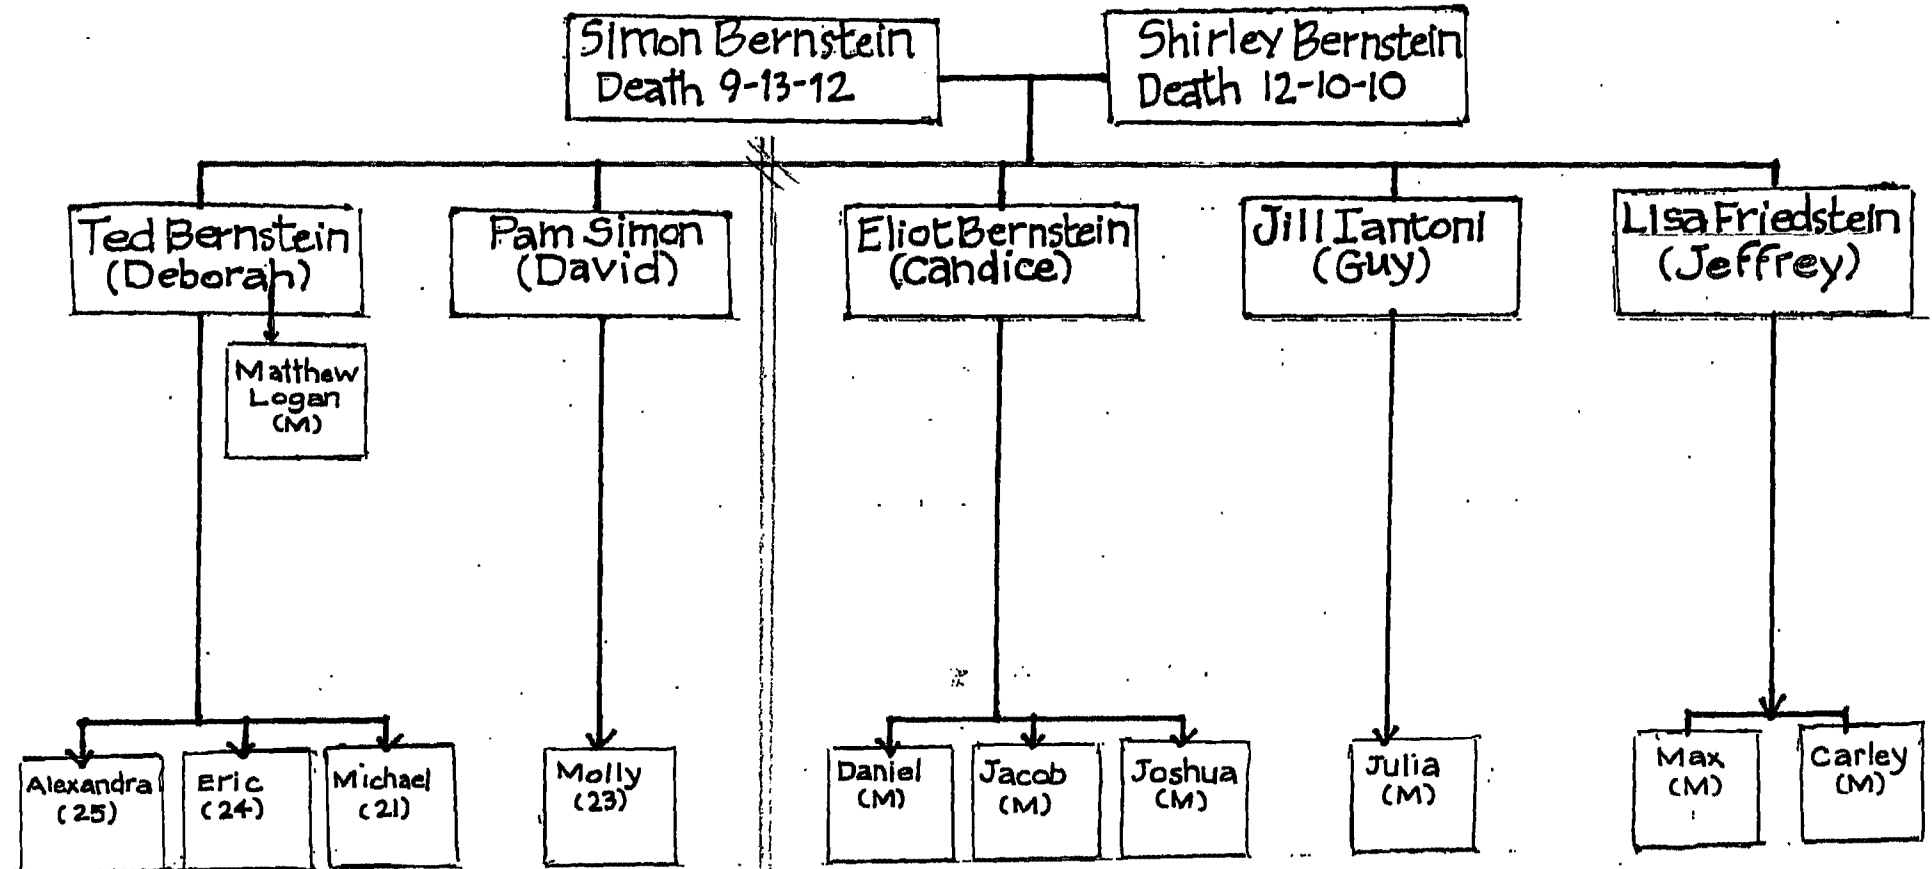 Simon Bernstein
Death 9-13-12
Shirley Bernstein
Death 12-10-10
Ted Bernstein
(Deborah)
Pam Simon
(David)
Eliot Bernstein
(Candice)
Jill Iantoni
(Guy)
Lisa Friedstein
(Jeffrey)
Matthew
Logan
(M)
Alexandra
(25)
Eric
(24)
Michael
(21)
Molly
(23)
Daniel
(M)
Jacob
(M)
Joshua
(M)
Julia
(M)
Max
(M)
Carley
(M)